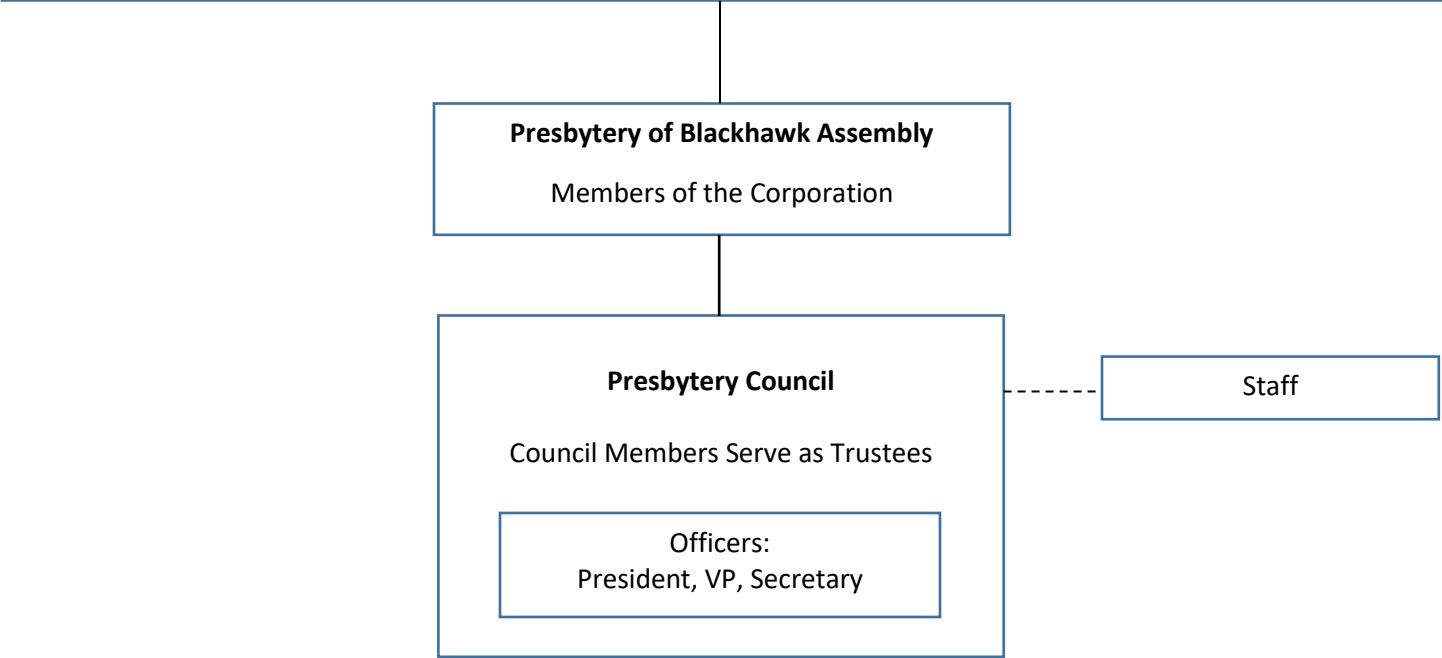 Presbytery of Blackhawk Assembly
Members of the Corporation
Presbytery Council
Staff
Council Members Serve as Trustees
Officers:
President, VP, Secretary